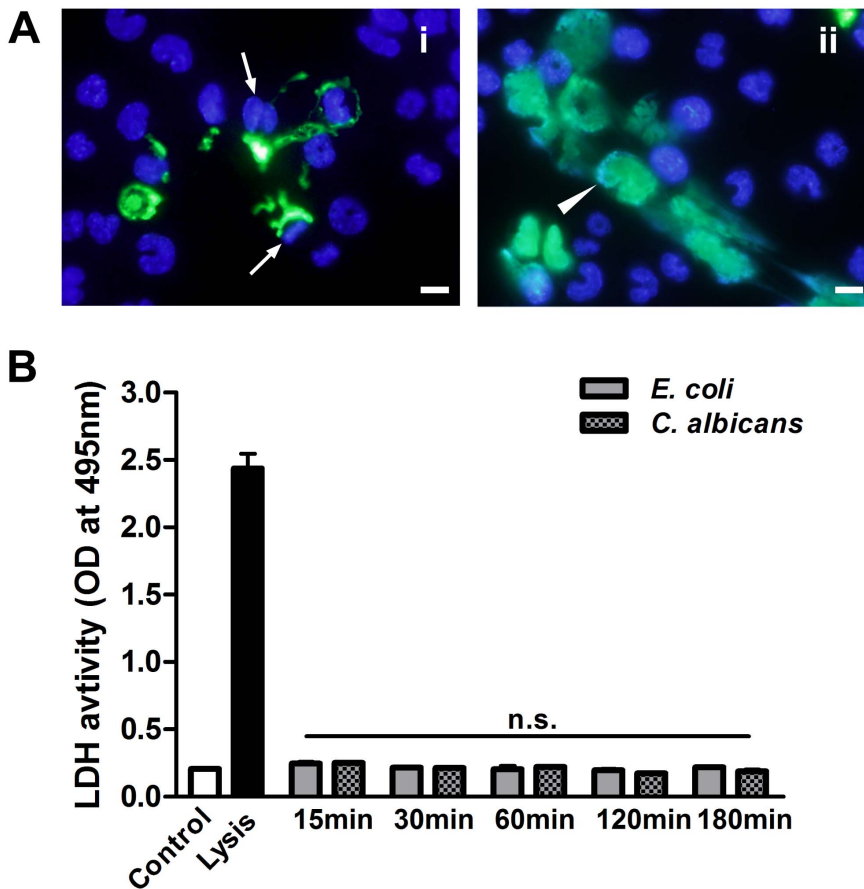 A
i
ii
B
LDH avtivity (OD at 495nm)
3.0
2.5
2.0
1.5
1.0
0.5
0.0
E. coli
C. albicans
n.s.
Control
Lysis
15min
30min
60min
120min
180min